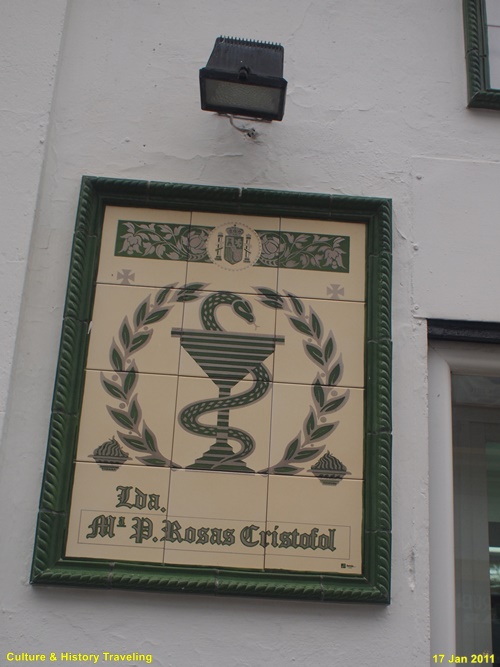 Lda.
Mª P. Rosas Cristofol
Culture & History Traveling
17 Jan 2011